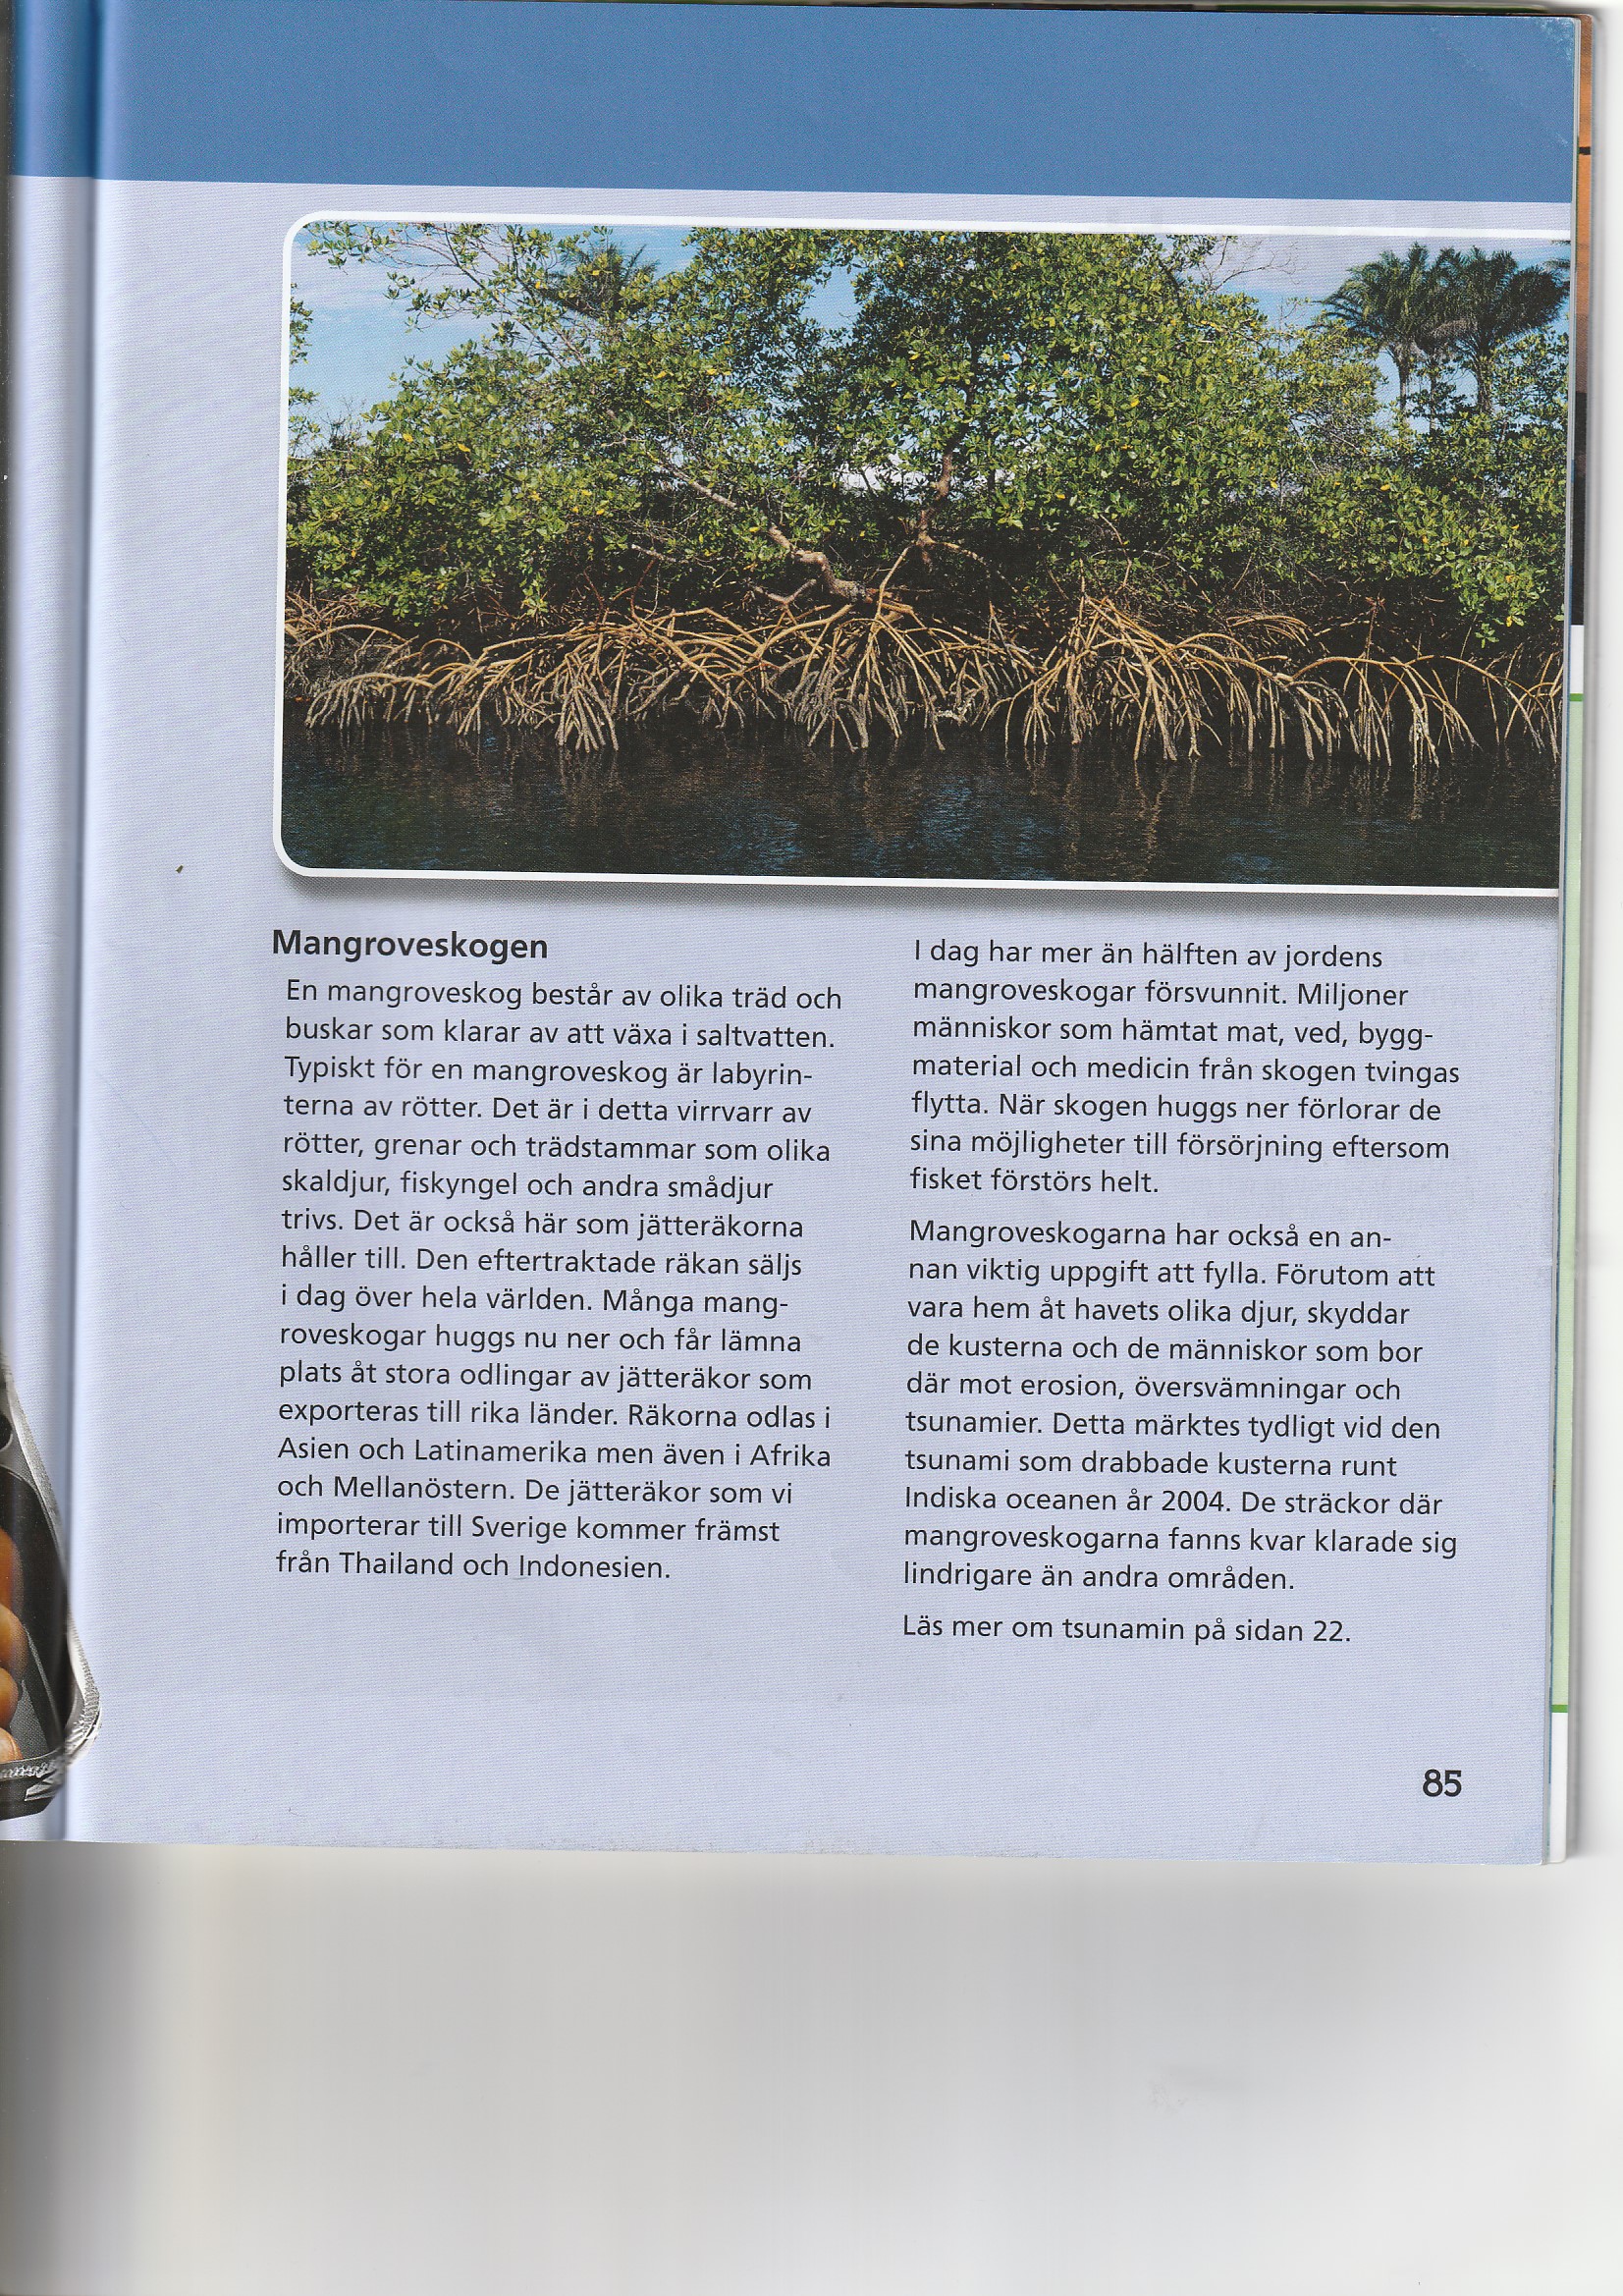 Mangroveskogen
En mangroveskog består av olika träd och
buskar som klarar av att växa i saltvatten.
Typiskt för en mangroveskog är labyrin-
terna av rötter. Det är i detta virrvarr av
rötter, grenar och trädstammar som olika
skaldjur, fiskyngel och andra smådjur
trivs. Det är också här som jätteräkorna
håller till. Den eftertraktade räkan säljs
i dag över hela världen. Många mang-
roveskogar huggs nu ner och får lämna
plats åt stora odlingar av jätteräkor som
exporteras till rika länder. Räkorna odlas i
Asien och Latinamerika men även i Afrika
och Mellanöstern. De jätteräkor som vi
importerar till Sverige kommer främst
från Thailand och Indonesien.
I dag har mer än hälften av jordens
mangroveskogar försvunnit. Miljoner
människor som hämtat mat, ved, bygg-
material och medicin från skogen tvingas
flytta. När skogen huggs ner förlorar de
sina möjligheter till försörjning eftersom
fisket förstörs helt.
Mangroveskogarna har också en an-
nan viktig uppgift att fylla. Förutom att
vara hem åt havets olika djur, skyddar
de kusterna och de människor som bor
där mot erosion, översvämningar och
tsunamier. Detta märktes tydligt vid den
tsunami som drabbade kusterna runt
Indiska oceanen år 2004. De sträckor där
mangroveskogarna fanns kvar klarade sig
lindrigare än andra områden.
Läs mer om tsunamin på sidan 22.
85